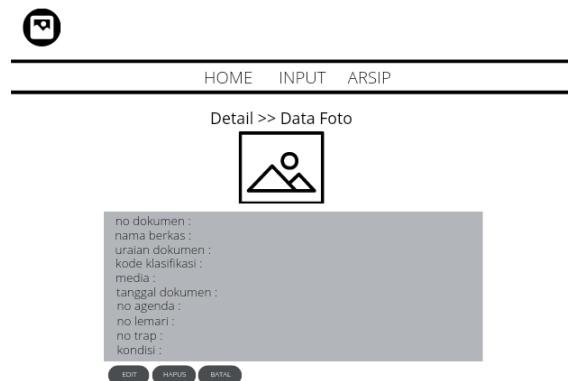 HOME INPUT ARSIP
Detail >> Data Foto
no dokumen :
nama berkas :
uraian dokumen :
kode klasifikasi :
media :
tanggal dokumen :
no agenda :
no lemari :
no trap :
kondisi :
EDIT HAPUS BATAL